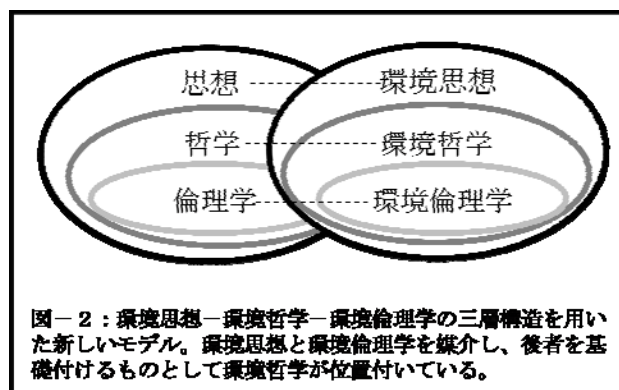 思想 環境思想
哲学 環境哲学
倫理学 環境倫理学
図－２：環境思想－環境哲学－環境倫理学の三層構造を用い
た新しいモデル。環境思想と環境倫理学を媒介し、後者を基
礎付けるものとして環境哲学が位置付いている。